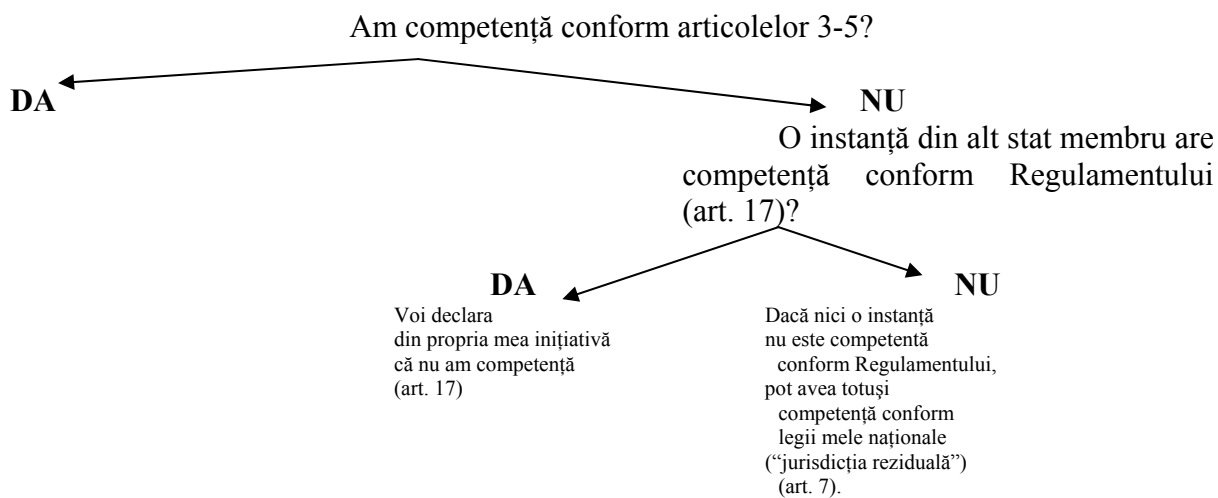 Am competență conform articolelor 3-5?
DA
NU
O instanță din alt stat membru are
competență conform Regulamentului
(art. 17)?
DA
Voi declara
din propria mea inițiativă
că nu am competență
(art. 17)
NU
Dacă nici o instanță
nu este competentă
conform Regulamentului,
pot avea totuși
competență conform
legii mele naționale
(“jurisdicția reziduală”)
(art. 7).